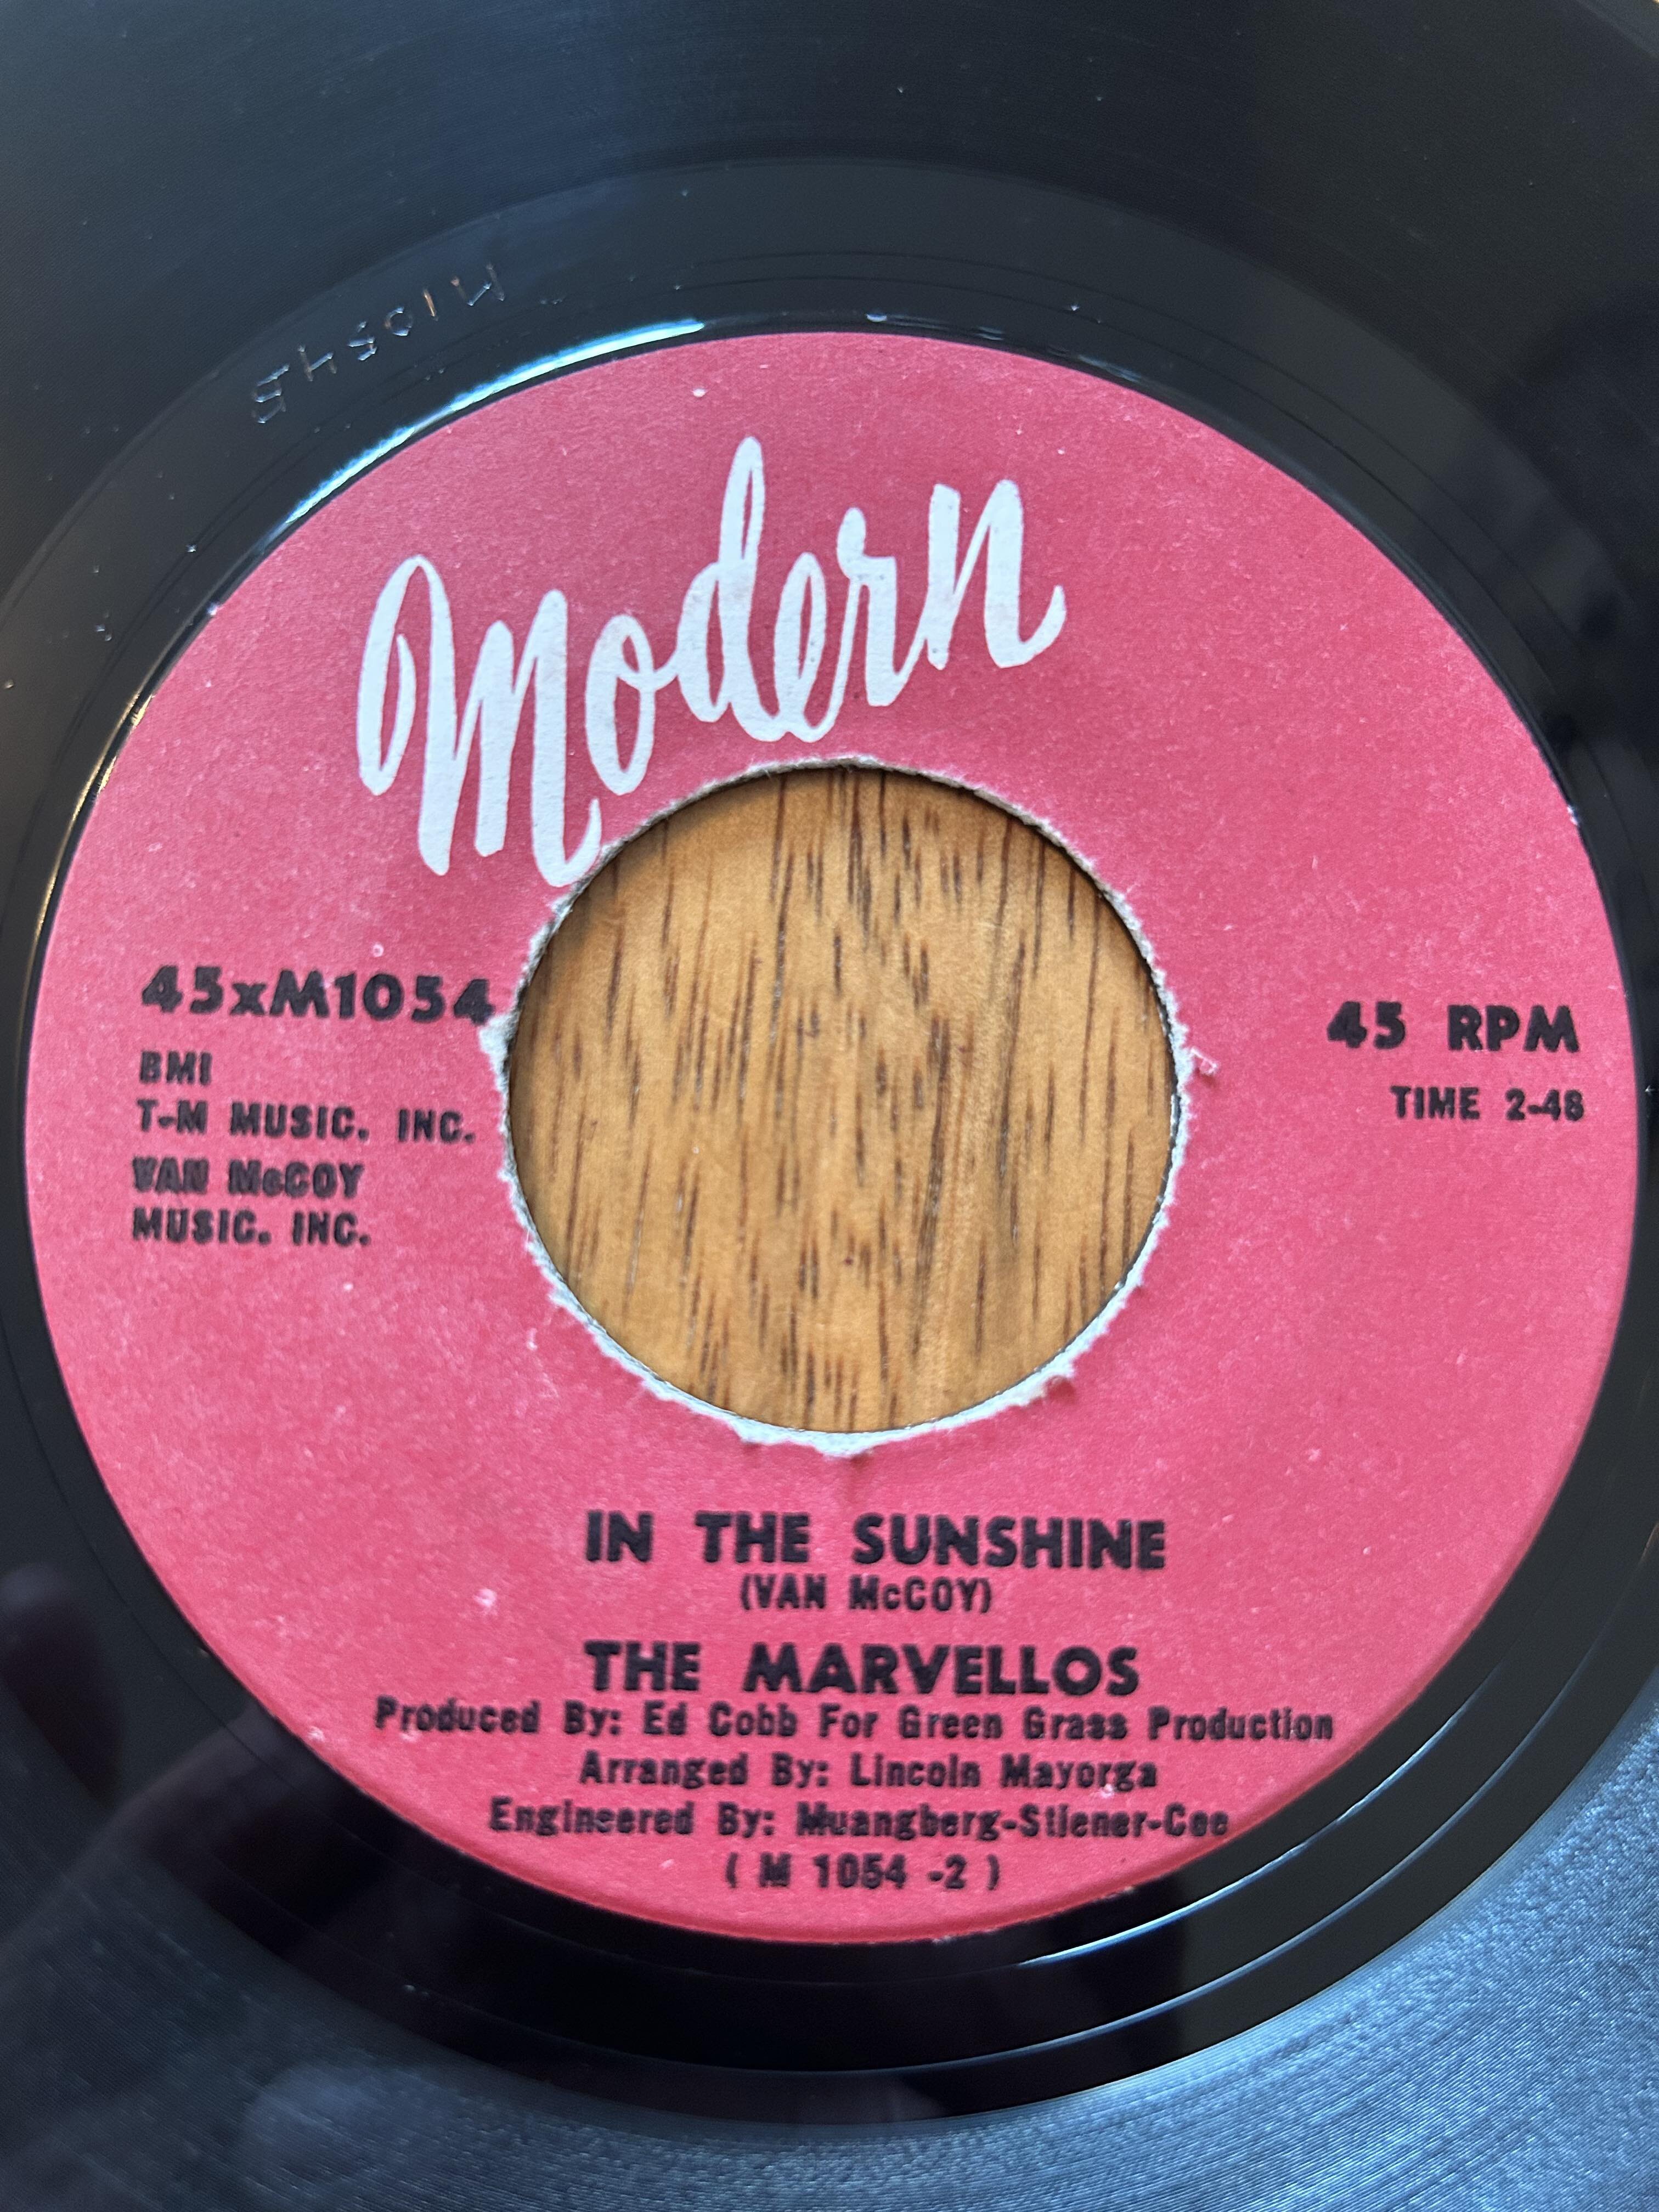 M1054B
Modern
45xM1054
BMI
T-M MUSIC, INC.
VAN McCOY
MUSIC, INC.
45 RPM
TIME 2-48
IN THE SUNSHINE
(VAN McCOY)
THE MARVELLOS
Produced By: Ed Cobb For Green Grass Production
Arranged By: Lincoln Mayorga
Engineered By: Muangberg-Stiener-Cee
( M 1054 -2 )